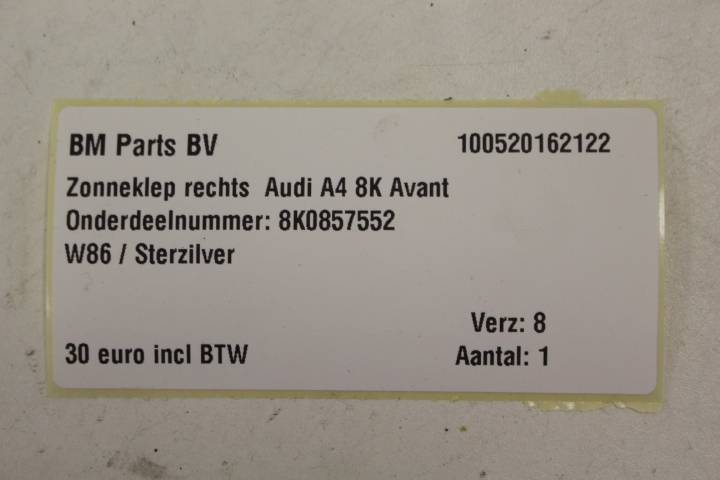 BM Parts BV 100520162122
Zonneklep rechts Audi A4 8K Avant
Onderdeelnummer: 8K0857552
W86 / Sterzilver
Verz: 8
30 euro incl BTW Aantal: 1